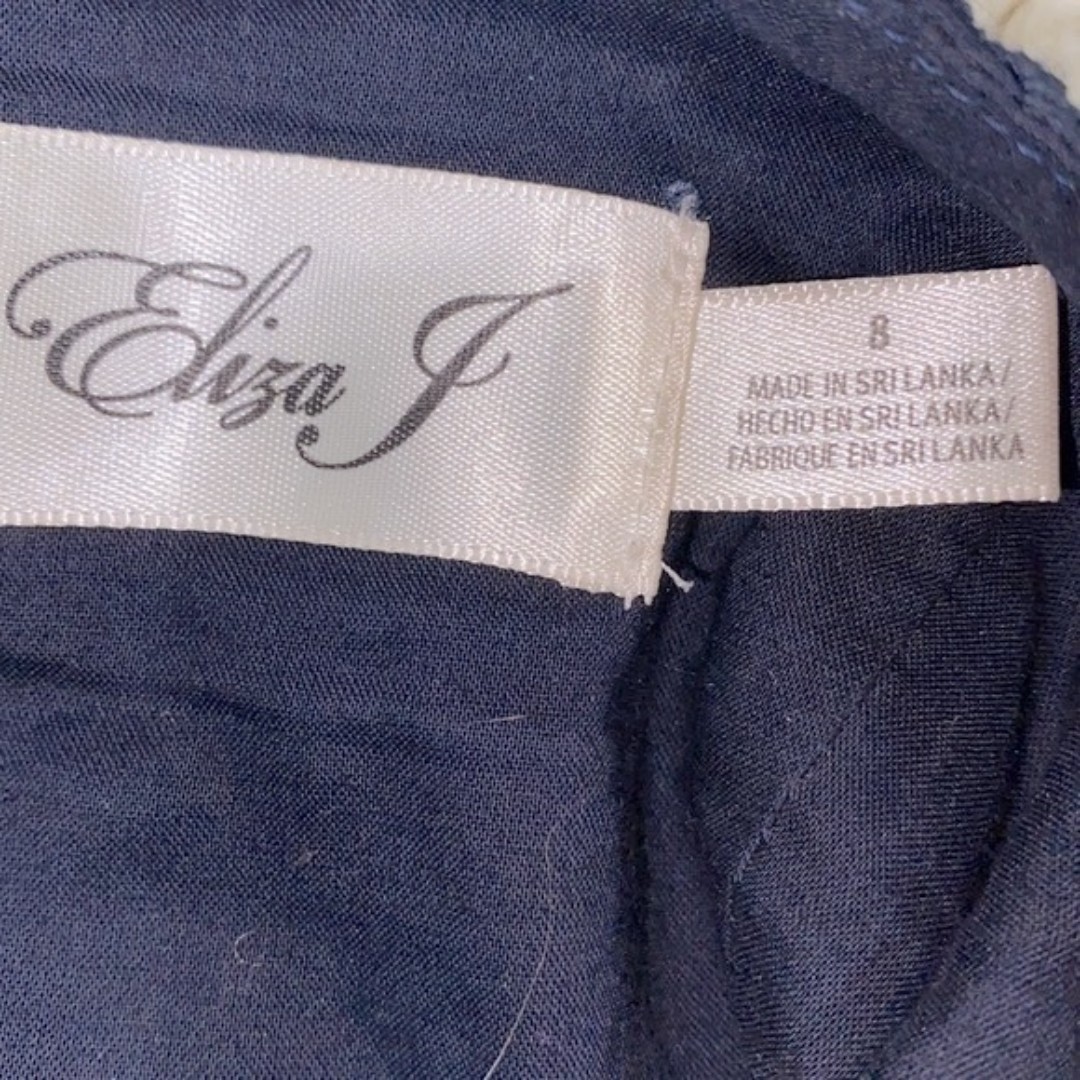 Eliza J
8
MADE IN SRI LANKA/
HECHO EN SRI LANKA/
FABRIQUE EN SRI LANKA